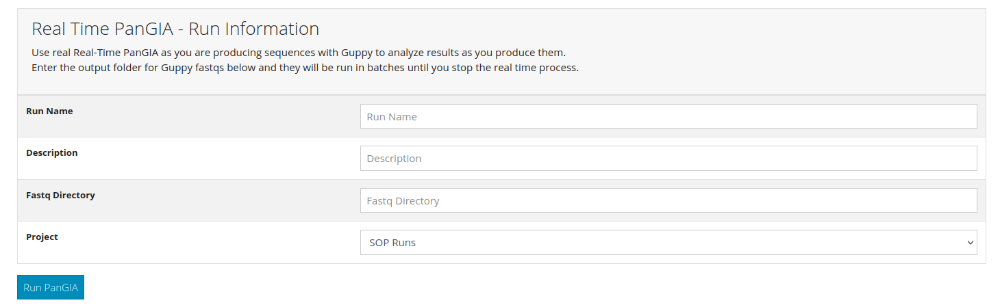 Real Time PanGIA - Run Information
Use real Real-Time PanGIA as you are producing sequences with Guppy to analyze results as you produce them.
Enter the output folder for Guppy fastqs below and they will be run in batches until you stop the real time process.
Run Name
Run Name
Description
Description
Fastq Directory
Fastq Directory
Project
SOP Runs
Run PanGIA